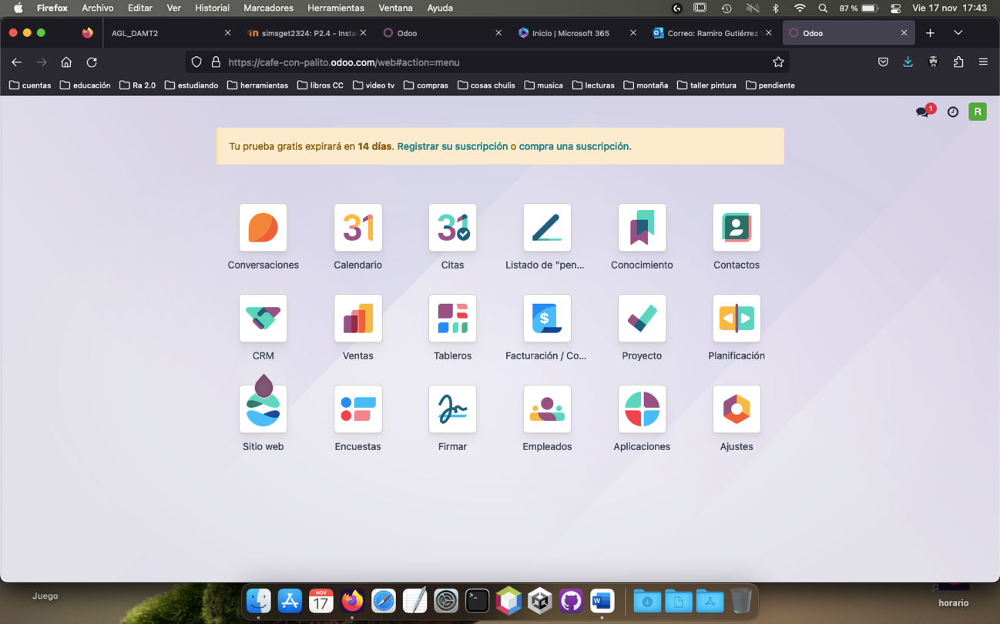 Firefox Archivo Editar Ver Historial Marcadores Herramientas Ventana Ayuda 87 % Vie 17 nov 17:43
AGL_DAMT2 simsget2324: P2.4 - Insta Odoo Inicio | Microsoft 365 Correo: Ramiro Gutiérrez Odoo
https://cafe-con-palito.odoo.com/web#action=menu
cuentas educación Ra 2.0 estudiando herramientas libros CC video tv compras cosas chulis musica lecturas montaña taller pintura pendiente
1 R
Tu prueba gratis expirará en 14 días. Registrar su suscripción o compra una suscripción.
31 31
Conversaciones Calendario Citas Listado de "pen... Conocimiento Contactos
$
CRM Ventas Tableros Facturación / Co... Proyecto Planificación
Sitio web Encuestas Firmar Empleados Aplicaciones Ajustes
Juego
NOV
17
W
horario